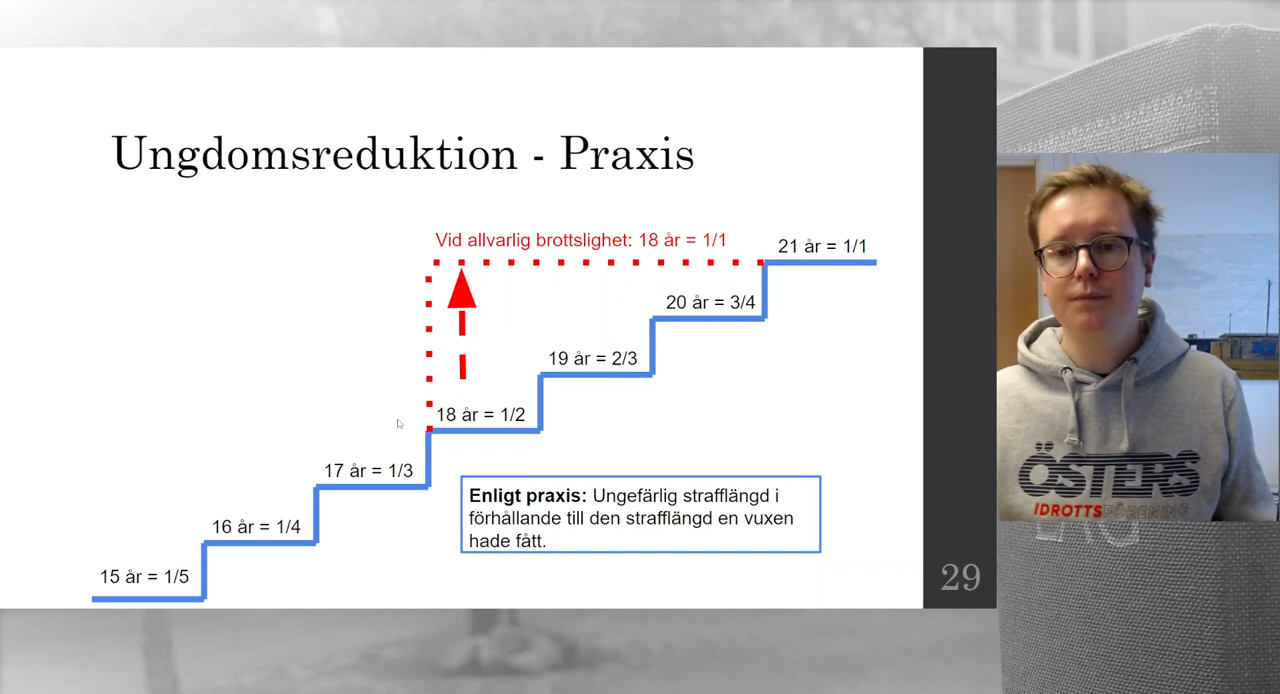 Ungdomsreduktion - Praxis
Vid allvarlig brottslighet: 18 år = 1/1
21 år = 1/1
20 år = 3/4
19 år = 2/3
18 år = 1/2
17 år = 1/3
16 år = 1/4
15 år = 1/5
Enligt praxis: Ungefärlig strafflängd i
förhållande till den strafflängd en vuxen
hade fått.
29
ÖSTERS
IDROTTSFÖRENING